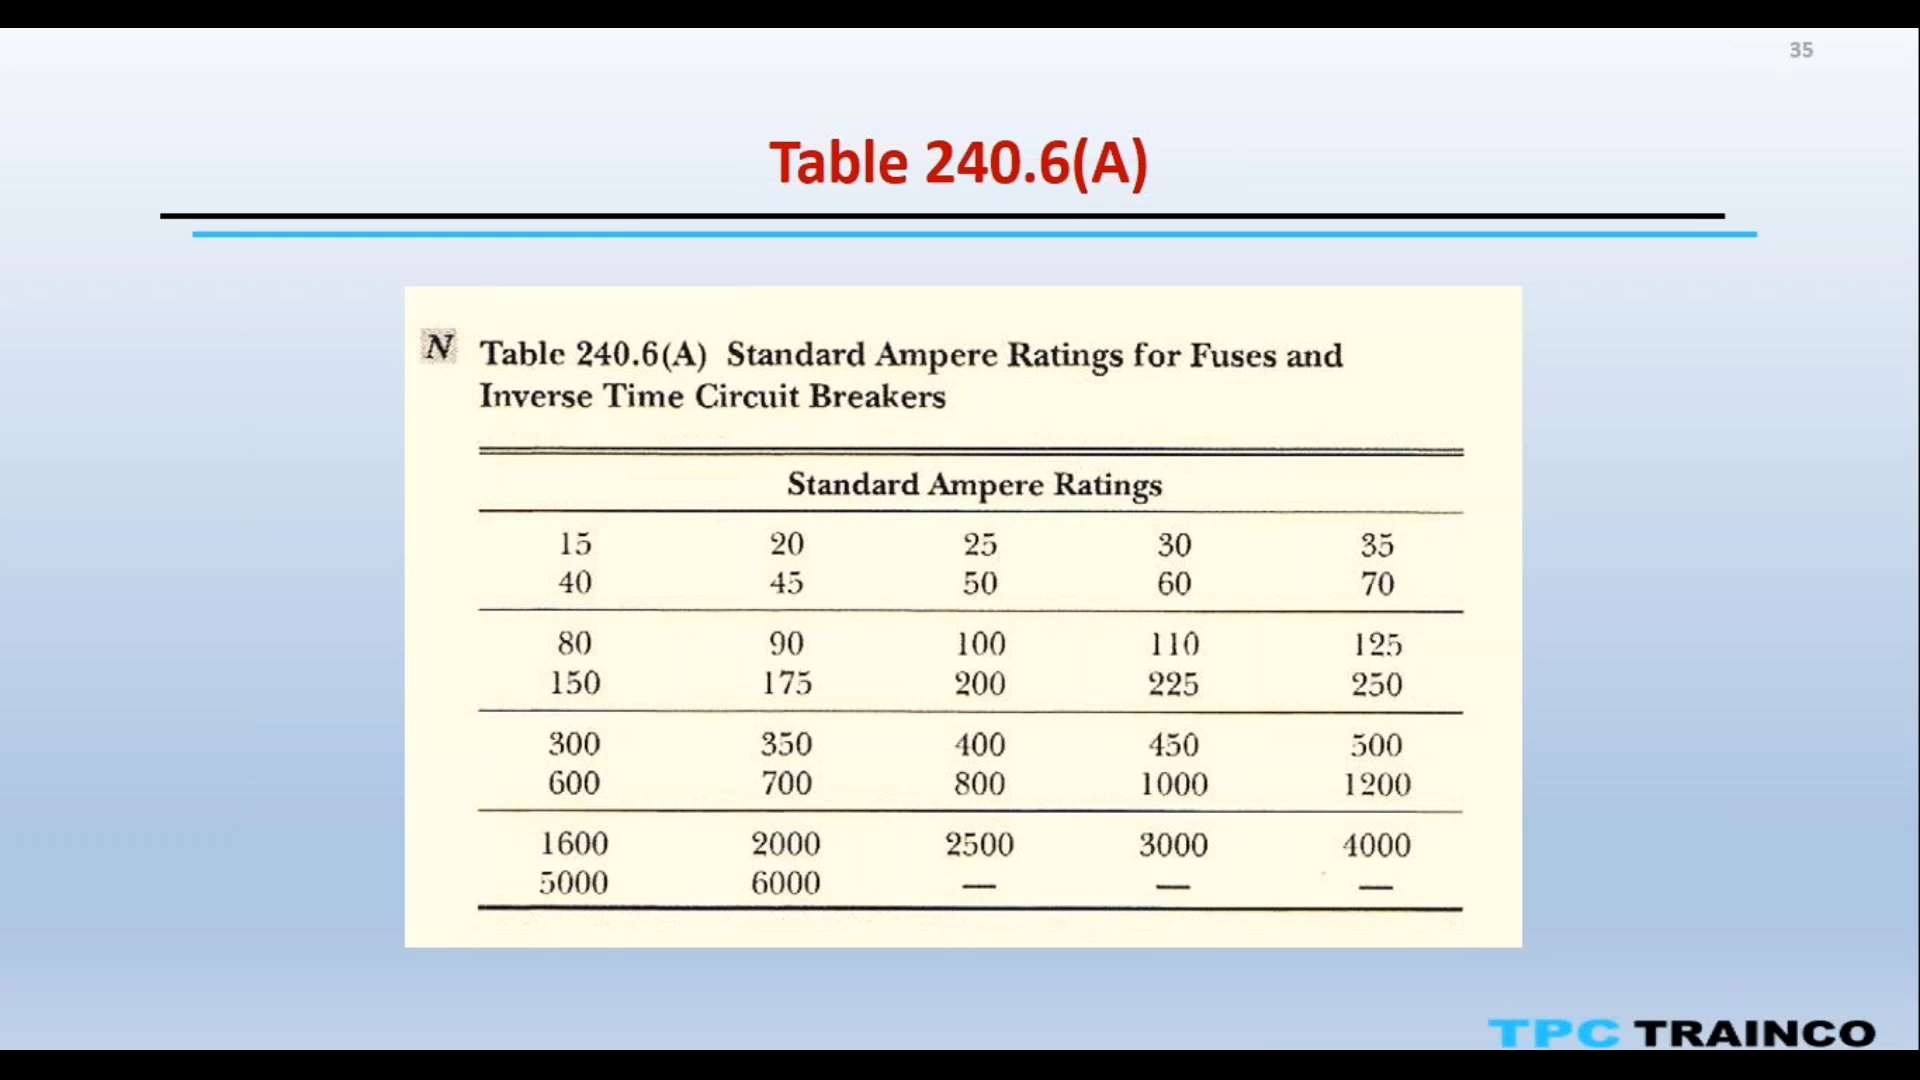 35
Table 240.6(A)
N Table 240.6(A) Standard Ampere Ratings for Fuses and
Inverse Time Circuit Breakers
Standard Ampere Ratings
15 20 25 30 35
40 45 50 60 70
80 90 100 110 125
150 175 200 225 250
300 350 400 450 500
600 700 800 1000 1200
1600 2000 2500 3000 4000
5000 6000 — — —
TPC TRAINCO